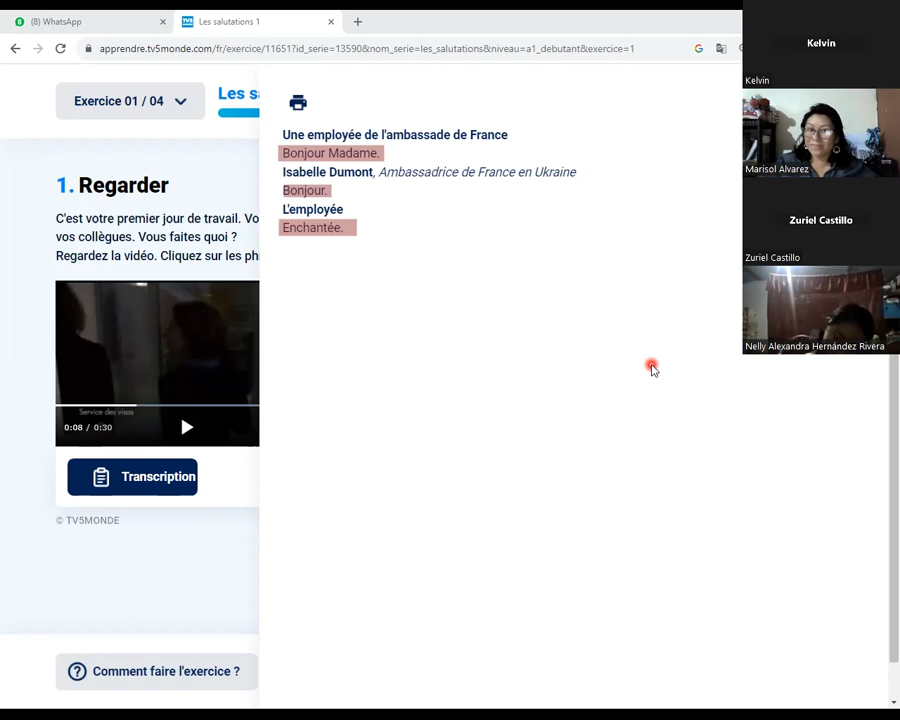 (8) WhatsApp
Les salutations 1
apprendre.tv5monde.com/fr/exercice/11651?id_serie=13590&nom_serie=les_salutations&niveau=a1_debutant&exercice=1
Exercice 01 / 04
Les sa
1. Regarder
C'est votre premier jour de travail. Vo
vos collègues. Vous faites quoi ?
Regardez la vidéo. Cliquez sur les ph
Service des visas
0:08 / 0:30
Transcription
© TV5MONDE
Comment faire l'exercice ?
Une employée de l'ambassade de France
Bonjour Madame.
Isabelle Dumont, Ambassadrice de France en Ukraine
Bonjour.
L'employée
Enchantée.
Kelvin
Kelvin
Marisol Alvarez
Zuriel Castillo
Zuriel Castillo
Nelly Alexandra Hernández Rivera